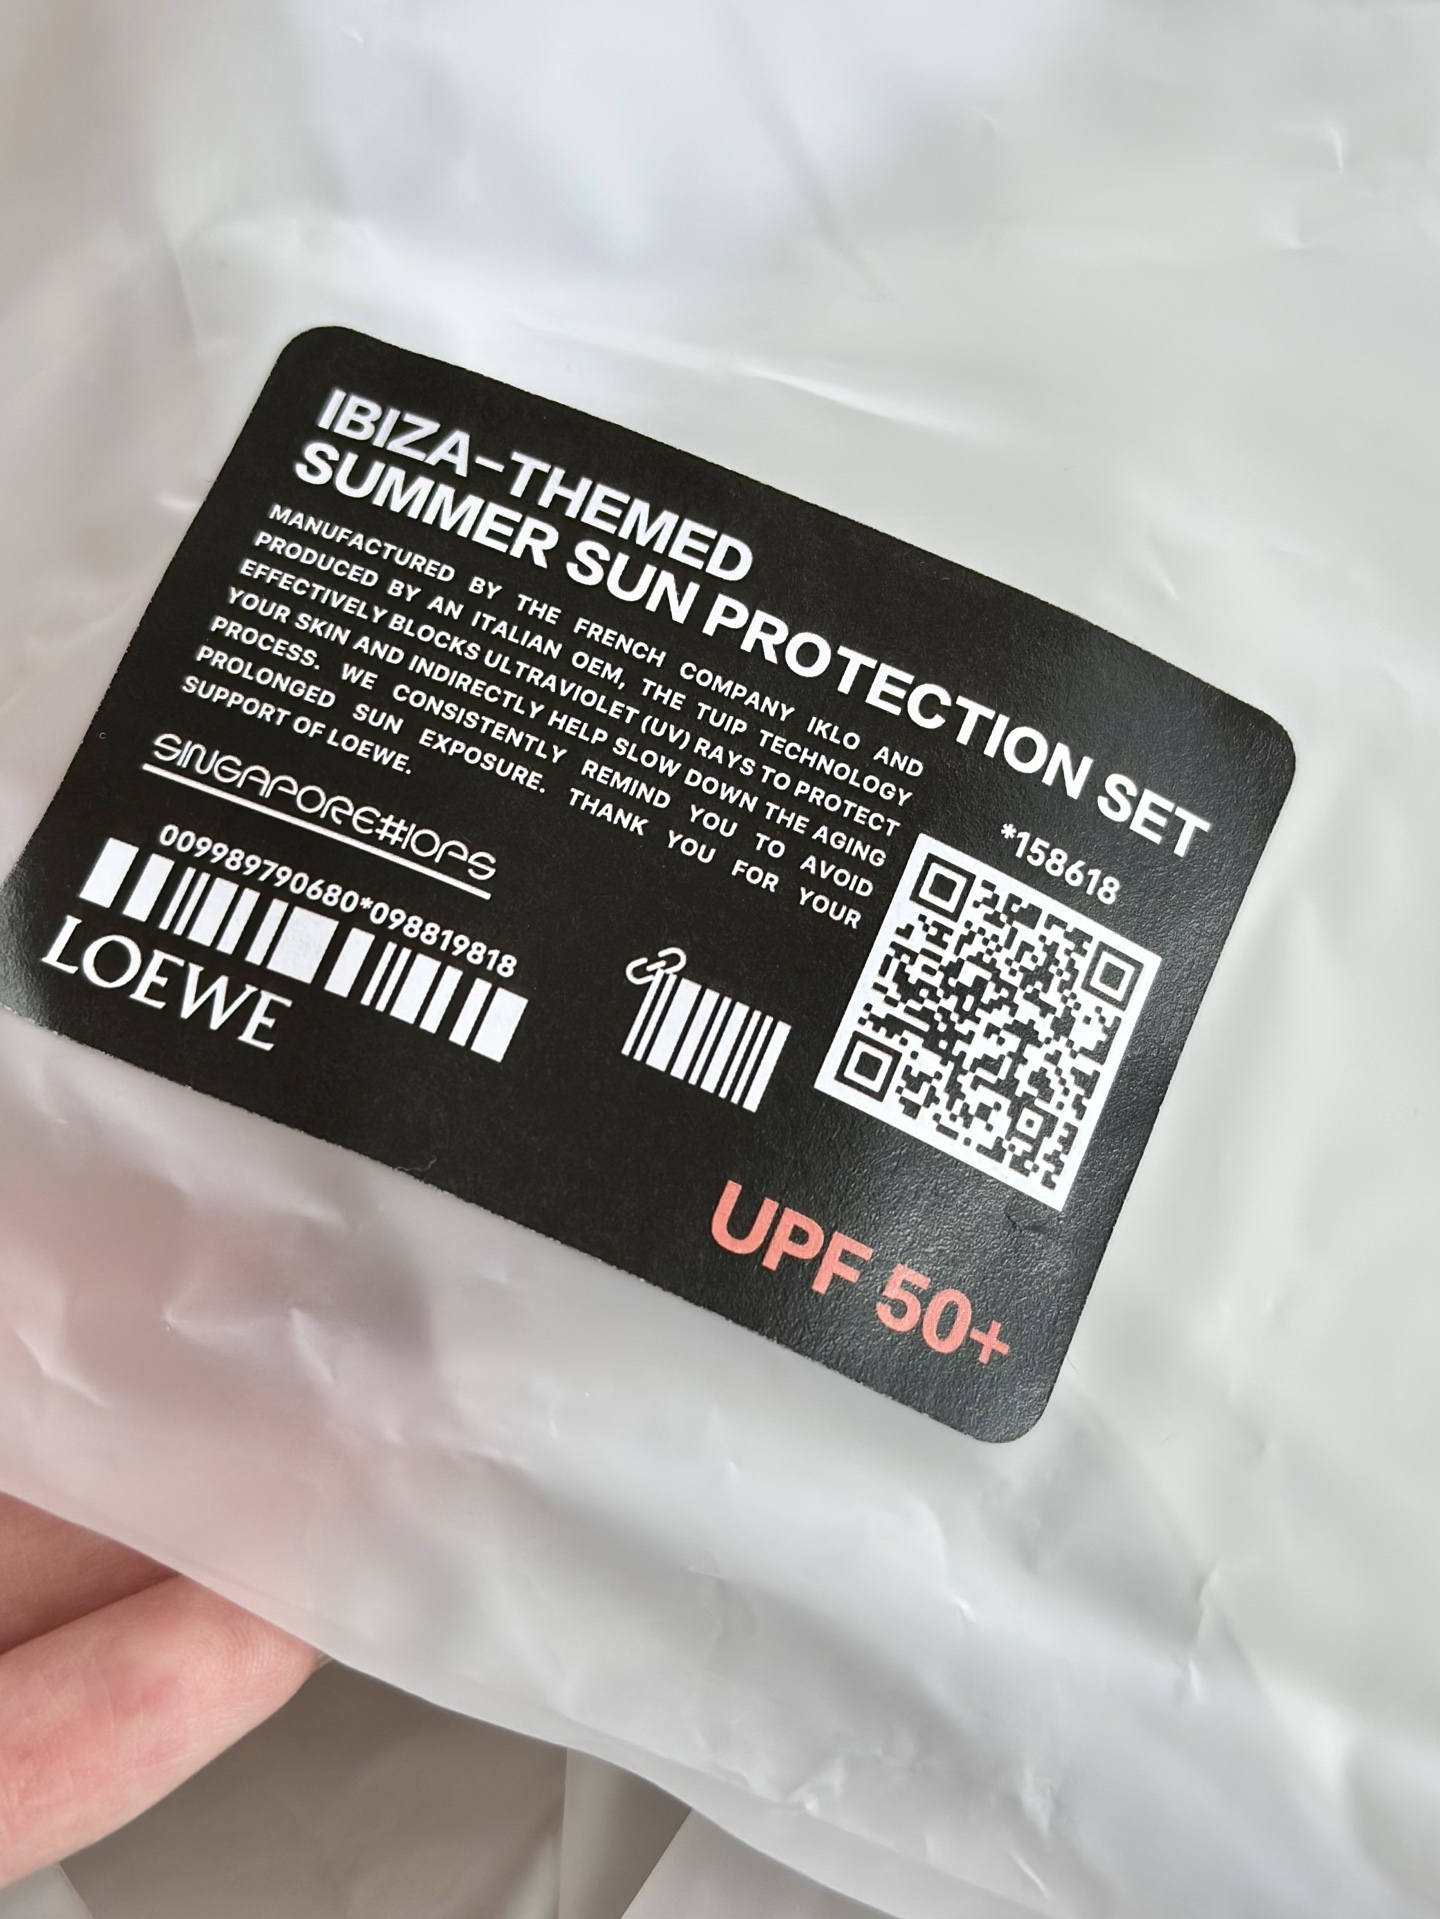 IBIZA-THEMED
SUMMER SUN PROTECTION SET
MANUFACTURED BY THE FRENCH COMPANY IKLO AND
PRODUCED BY AN ITALIAN OEM, THE TUIP TECHNOLOGY
EFFECTIVELY BLOCKS ULTRAVIOLET (UV) RAYS TO PROTECT
YOUR SKIN AND INDIRECTLY HELP SLOW DOWN THE AGING
PROCESS. WE CONSISTENTLY REMIND YOU TO AVOID
PROLONGED SUN EXPOSURE. THANK YOU FOR YOUR
SUPPORT OF LOEWE.
*158618
SINGAPORE#IOPS
009989790680*098819818
LOEWE
UPF 50+